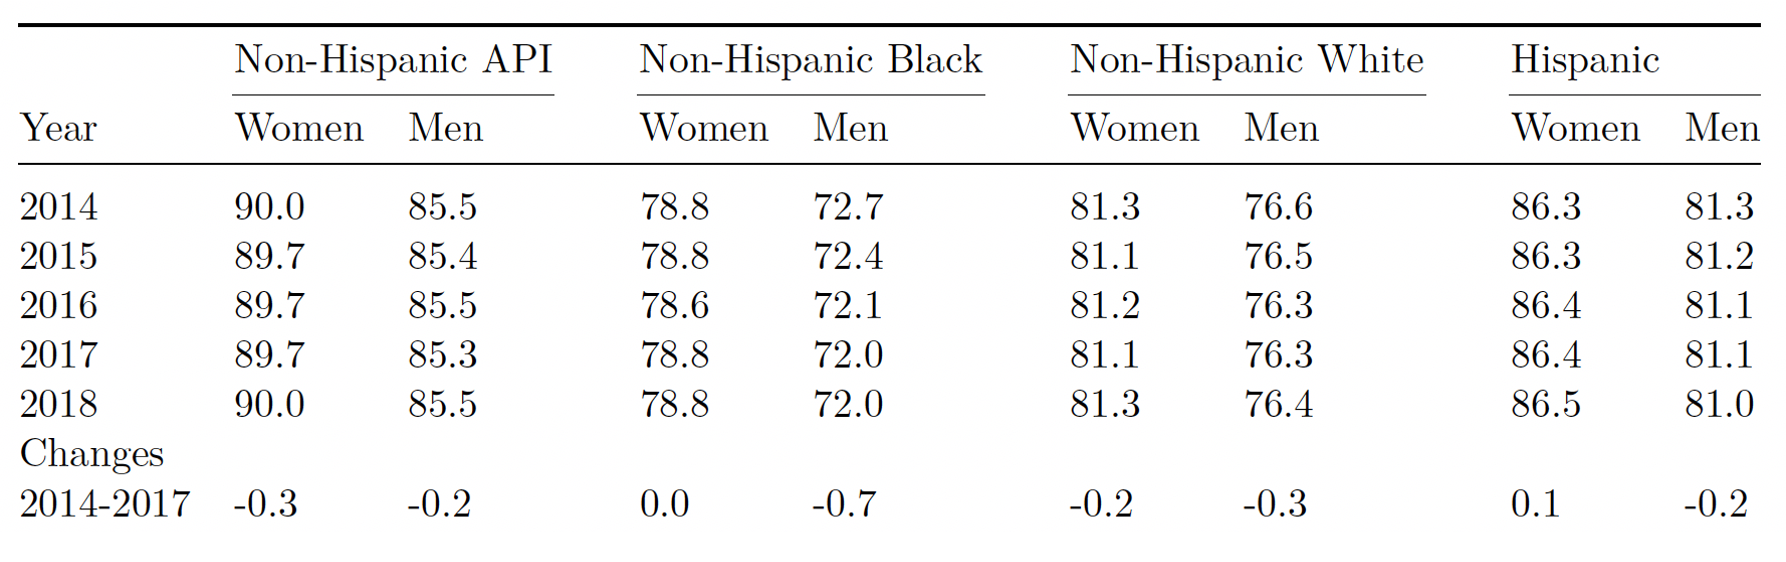 Non-Hispanic API Non-Hispanic Black Non-Hispanic White Hispanic
Year Women Men Women Men Women Men Women Men
2014 90.0 85.5 78.8 72.7 81.3 76.6 86.3 81.3
2015 89.7 85.4 78.8 72.4 81.1 76.5 86.3 81.2
2016 89.7 85.5 78.6 72.1 81.2 76.3 86.4 81.1
2017 89.7 85.3 78.8 72.0 81.1 76.3 86.4 81.1
2018 90.0 85.5 78.8 72.0 81.3 76.4 86.5 81.0
Changes
2014-2017 -0.3 -0.2 0.0 -0.7 -0.2 -0.3 0.1 -0.2